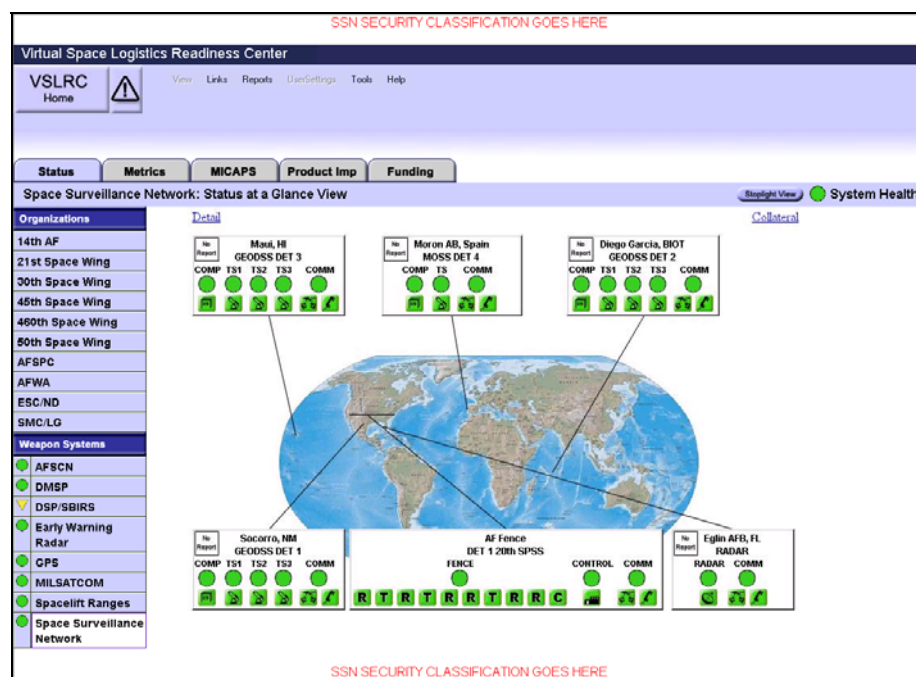 SSN SECURITY CLASSIFICATION GOES HERE
Virtual Space Logistics Readiness Center
VSLRC
Home
View Links Reports UserSettings Tools Help
Status Metrics MICAPS Product Imp Funding
Space Surveillance Network: Status at a Glance View
Stoplight View
System Health
Organizations
14th AF
21st Space Wing
30th Space Wing
45th Space Wing
460th Space Wing
50th Space Wing
AFSPC
AFWA
ESC/ND
SMC/LG
Weapon Systems
AFSCN
DMSP
DSP/SBIRS
Early Warning
Radar
GPS
MILSATCOM
Spacelift Ranges
Space Surveillance
Network
Detail
Collateral
No
Report
Maui, HI
GEODSS DET 3
COMP TS1 TS2 TS3 COMM
No
Report
Moron AB, Spain
MOSS DET 4
COMP TS COMM
No
Report
Diego Garcia, BIOT
GEODSS DET 2
COMP TS1 TS2 TS3 COMM
No
Report
Socorro, NM
GEODSS DET 1
COMP TS1 TS2 TS3 COMM
AF Fence
DET 1 20th SPSS
FENCE CONTROL COMM
R T R T R R T R R C
No
Report
Eglin AFB, FL
RADAR
RADAR COMM
SSN SECURITY CLASSIFICATION GOES HERE